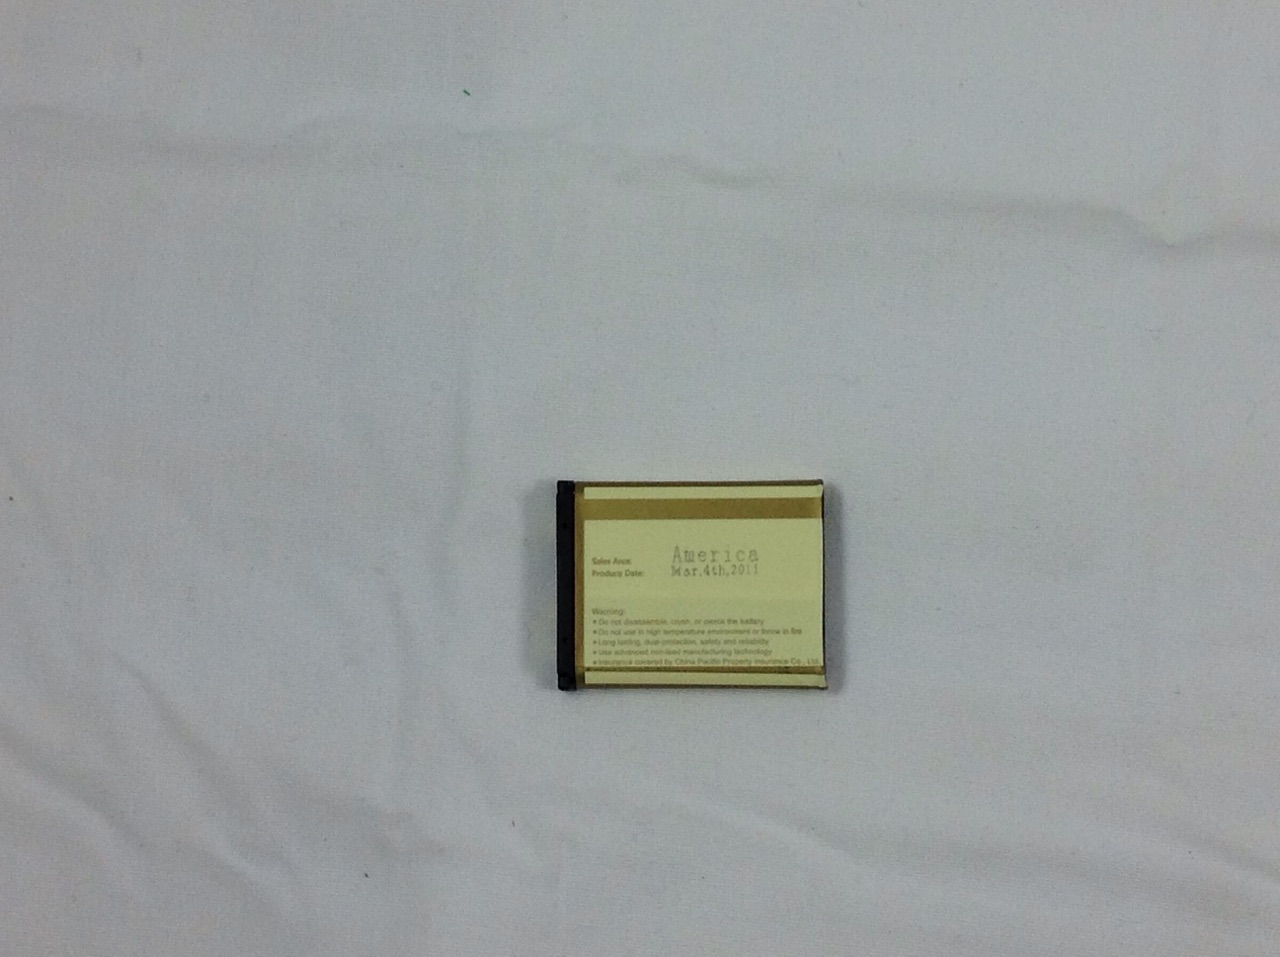 Sales Area: America
Produce Date: Mar.4th,2011
Warning:
• Do not disassemble, crush, or pierce the battery
• Do not use in high temperature environment or throw in fire
• Long lasting, dual-protection, safety and reliability
• Use advanced non-lead manufacturing technology
• Insurance covered by China Pacific Property Insurance Co., Ltd.